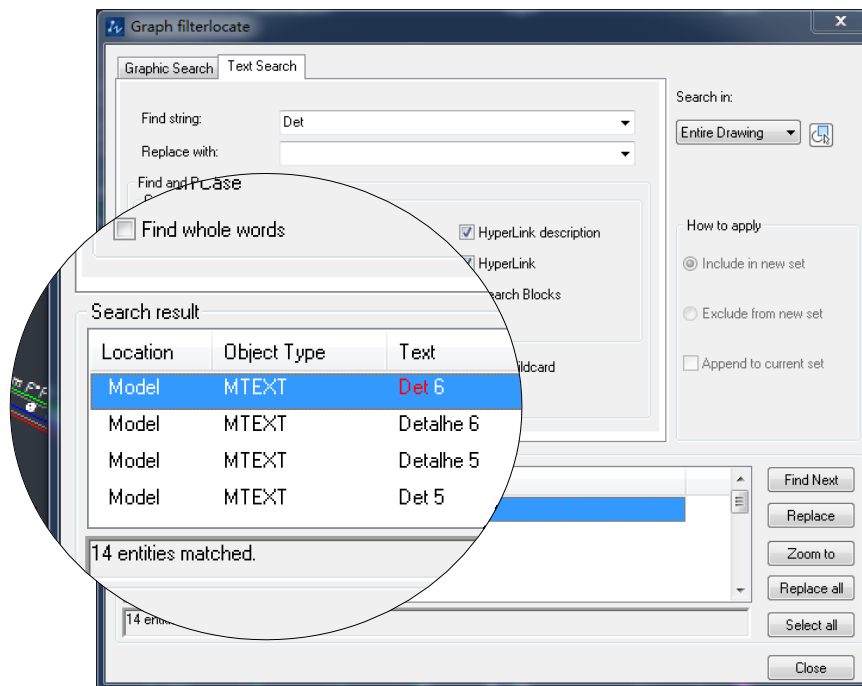 Graph filterlocate
Graphic Search Text Search
Search in:
Find string: Det
Entire Drawing
Replace with:
Find and
Case
Find whole words
HyperLink description
How to apply
HyperLink
Include in new set
Search Blocks
Exclude from new set
Search result
Location Object Type Text
Append to current set
Model MTEXT Det 6
Model MTEXT Detalhe 6
Model MTEXT Detalhe 5
Model MTEXT Det 5
Find Next
Replace
14 entities matched.
Zoom to
Replace all
14
Select all
Close